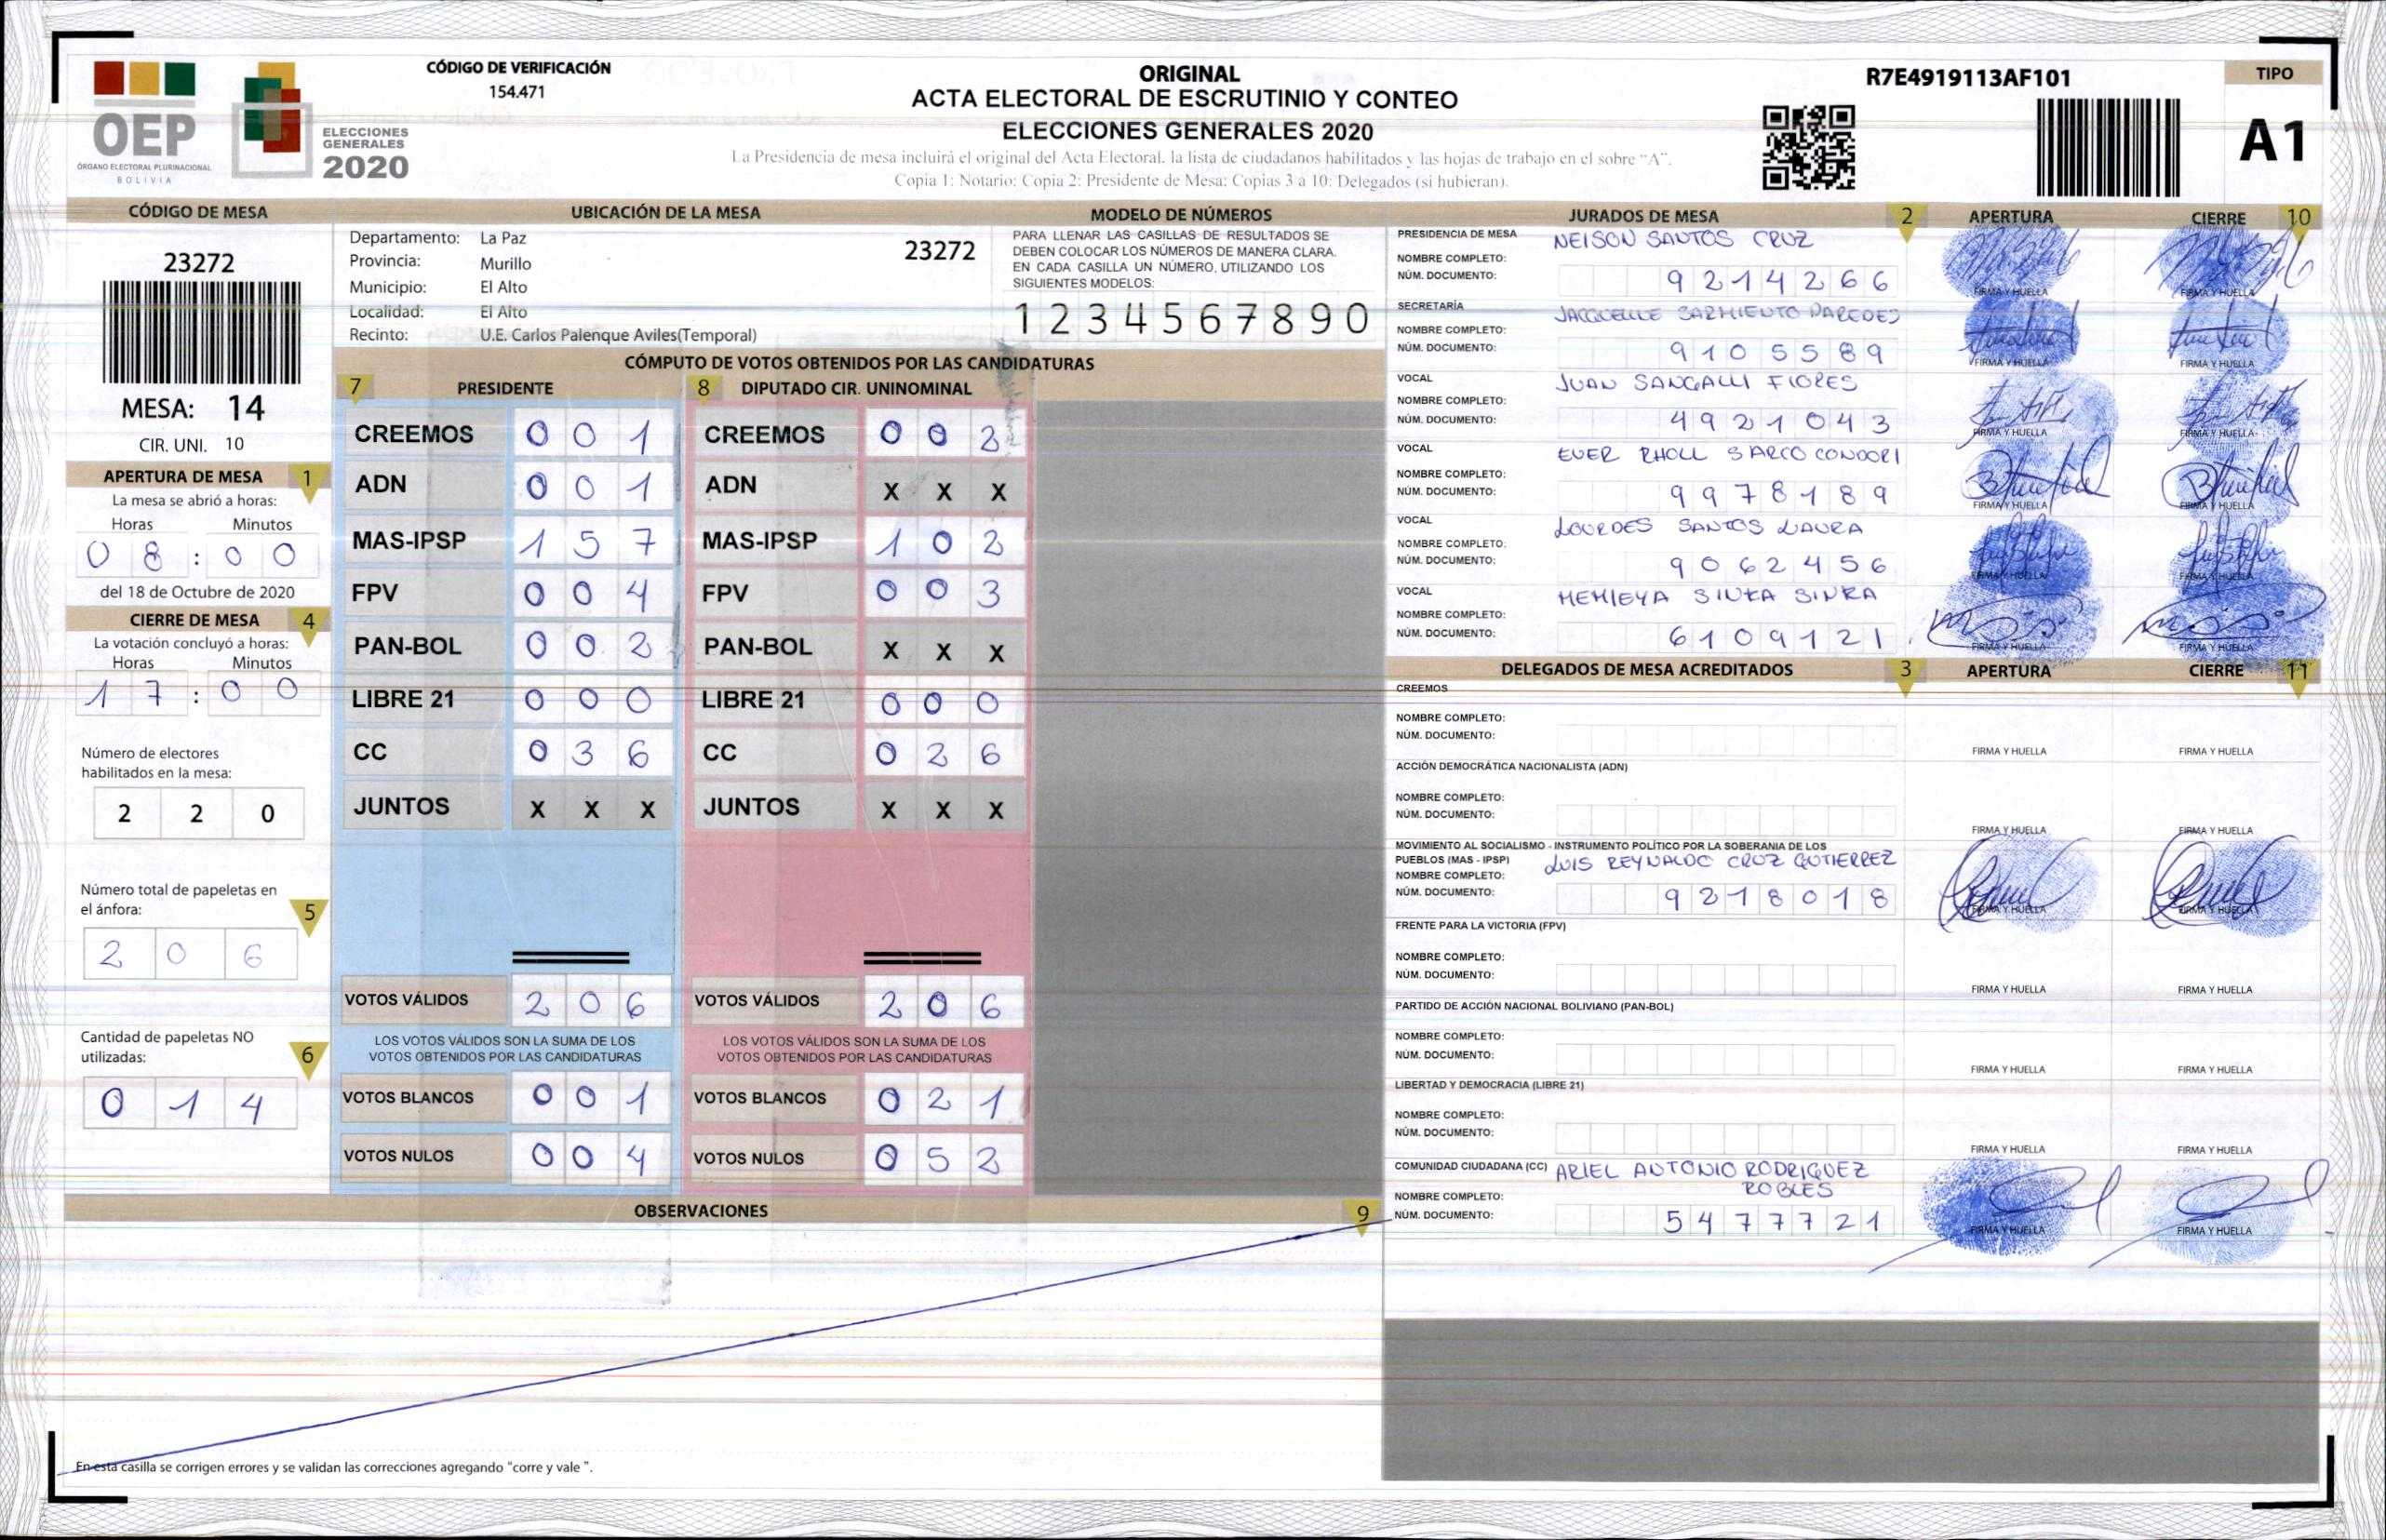 CÓDIGO DE VERIFICACIÓN
154.471
OEP
ÓRGANO ELECTORAL PLURINACIONAL
BOLIVIA
ELECCIONES
GENERALES
2020
ORIGINAL
ACTA ELECTORAL DE ESCRUTINIO Y CONTEO
ELECCIONES GENERALES 2020
La Presidencia de mesa incluirá el original del Acta Electoral, la lista de ciudadanos habilitados y las hojas de trabajo en el sobre "A".
Copia 1: Notario; Copia 2: Presidente de Mesa; Copias 3 a 10: Delegados (si hubieran).
R7E4919113AF101
TIPO
A1
CÓDIGO DE MESA
23272
MESA: 14
CIR. UNI. 10
APERTURA DE MESA 1
La mesa se abrió a horas:
Horas Minutos
08 : 00
del 18 de Octubre de 2020
CIERRE DE MESA 4
La votación concluyó a horas:
Horas Minutos
17 : 00
Número de electores
habilitados en la mesa:
2 2 0
Número total de papeletas en
el ánfora: 5
2 0 6
Cantidad de papeletas NO
utilizadas: 6
0 1 4
UBICACIÓN DE LA MESA
Departamento: La Paz
23272
Provincia: Murillo
Municipio: El Alto
Localidad: El Alto
Recinto: U.E. Carlos Palenque Aviles(Temporal)
MODELO DE NÚMEROS
PARA LLENAR LAS CASILLAS DE RESULTADOS SE
DEBEN COLOCAR LOS NÚMEROS DE MANERA CLARA.
EN CADA CASILLA UN NÚMERO, UTILIZANDO LOS
SIGUIENTES MODELOS:
1 2 3 4 5 6 7 8 9 0
CÓMPUTO DE VOTOS OBTENIDOS POR LAS CANDIDATURAS
7 PRESIDENTE
CREEMOS 0 0 1
ADN 0 0 1
MAS-IPSP 1 5 7
FPV 0 0 4
PAN-BOL 0 0 2
LIBRE 21 0 0 0
CC 0 3 6
JUNTOS X X X
VOTOS VÁLIDOS 2 0 6
LOS VOTOS VÁLIDOS SON LA SUMA DE LOS
VOTOS OBTENIDOS POR LAS CANDIDATURAS
VOTOS BLANCOS 0 0 1
VOTOS NULOS 0 0 4
8 DIPUTADO CIR. UNINOMINAL
CREEMOS 0 0 2
ADN X X X
MAS-IPSP 1 0 2
FPV 0 0 3
PAN-BOL X X X
LIBRE 21 0 0 0
CC 0 2 6
JUNTOS X X X
VOTOS VÁLIDOS 2 0 6
LOS VOTOS VÁLIDOS SON LA SUMA DE LOS
VOTOS OBTENIDOS POR LAS CANDIDATURAS
VOTOS BLANCOS 0 2 1
VOTOS NULOS 0 5 2
OBSERVACIONES 9
En esta casilla se corrigen errores y se validan las correcciones agregando "corre y vale ".
JURADOS DE MESA 2 APERTURA CIERRE 10
PRESIDENCIA DE MESA NEISON SANTOS CRUZ
NOMBRE COMPLETO:
NÚM. DOCUMENTO: 9214266
FIRMA Y HUELLA FIRMA Y HUELLA
SECRETARÍA JACQUELINE SARMIENTO PAREDES
NOMBRE COMPLETO:
NÚM. DOCUMENTO: 9105589
FIRMA Y HUELLA FIRMA Y HUELLA
VOCAL JUAN SANGALLI FLORES
NOMBRE COMPLETO:
NÚM. DOCUMENTO: 4921043
FIRMA Y HUELLA FIRMA Y HUELLA
VOCAL EVER RHOLL SARCO CONDORI
NOMBRE COMPLETO:
NÚM. DOCUMENTO: 9978189
FIRMA Y HUELLA FIRMA Y HUELLA
VOCAL LOURDES SANTOS LAURA
NOMBRE COMPLETO:
NÚM. DOCUMENTO: 9062456
FIRMA Y HUELLA FIRMA Y HUELLA
VOCAL SINKA SINKA
NOMBRE COMPLETO:
NÚM. DOCUMENTO: 6109121
FIRMA Y HUELLA FIRMA Y HUELLA
DELEGADOS DE MESA ACREDITADOS 3 APERTURA CIERRE 11
CREEMOS
NOMBRE COMPLETO:
NÚM. DOCUMENTO:
FIRMA Y HUELLA FIRMA Y HUELLA
ACCIÓN DEMOCRÁTICA NACIONALISTA (ADN)
NOMBRE COMPLETO:
NÚM. DOCUMENTO:
FIRMA Y HUELLA FIRMA Y HUELLA
MOVIMIENTO AL SOCIALISMO - INSTRUMENTO POLÍTICO POR LA SOBERANIA DE LOS
PUEBLOS (MAS - IPSP) LUIS REYNALDO CRUZ GUTIERREZ
NOMBRE COMPLETO:
NÚM. DOCUMENTO: 9218018
FIRMA Y HUELLA FIRMA Y HUELLA
FRENTE PARA LA VICTORIA (FPV)
NOMBRE COMPLETO:
NÚM. DOCUMENTO:
FIRMA Y HUELLA FIRMA Y HUELLA
PARTIDO DE ACCIÓN NACIONAL BOLIVIANO (PAN-BOL)
NOMBRE COMPLETO:
NÚM. DOCUMENTO:
FIRMA Y HUELLA FIRMA Y HUELLA
LIBERTAD Y DEMOCRACIA (LIBRE 21)
NOMBRE COMPLETO:
NÚM. DOCUMENTO:
FIRMA Y HUELLA FIRMA Y HUELLA
COMUNIDAD CIUDADANA (CC) ARIEL ANTONIO RODRIGUEZ
ROBLES
NOMBRE COMPLETO:
NÚM. DOCUMENTO: 5477721
FIRMA Y HUELLA FIRMA Y HUELLA